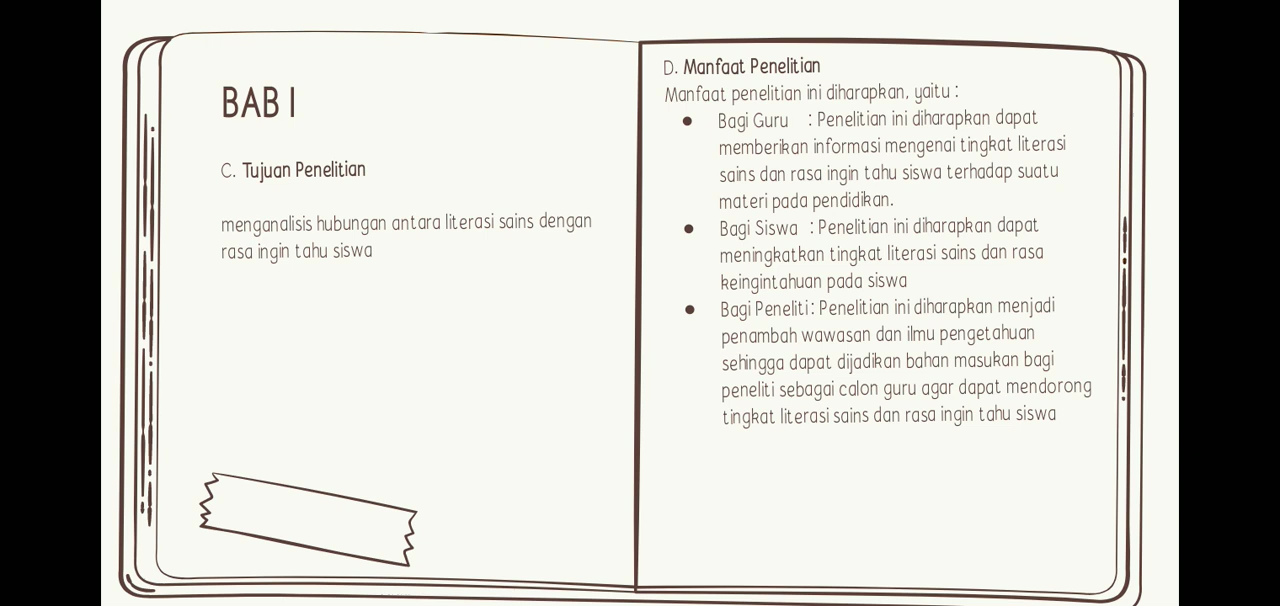 BAB I
C. Tujuan Penelitian
menganalisis hubungan antara literasi sains dengan
rasa ingin tahu siswa
D. Manfaat Penelitian
Manfaat penelitian ini diharapkan, yaitu :
● Bagi Guru : Penelitian ini diharapkan dapat
memberikan informasi mengenai tingkat literasi
sains dan rasa ingin tahu siswa terhadap suatu
materi pada pendidikan.
● Bagi Siswa : Penelitian ini diharapkan dapat
meningkatkan tingkat literasi sains dan rasa
keingintahuan pada siswa
● Bagi Peneliti : Penelitian ini diharapkan menjadi
penambah wawasan dan ilmu pengetahuan
sehingga dapat dijadikan bahan masukan bagi
peneliti sebagai calon guru agar dapat mendorong
tingkat literasi sains dan rasa ingin tahu siswa